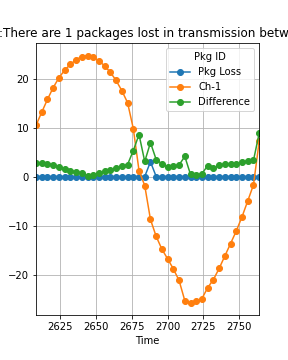 :There are 1 packages lost in transmission betw
Pkg ID
Pkg Loss
Ch-1
Difference
20
10
0
−10
−20
2625
2650
2675
2700
2725
2750
Time